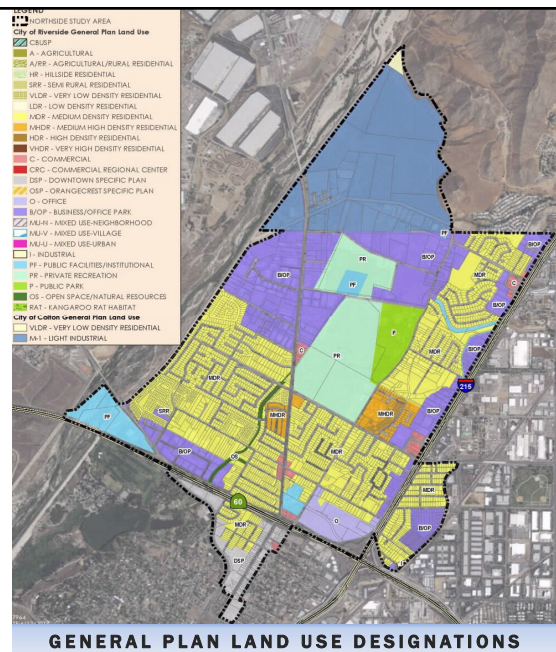 LEGEND
NORTHSIDE STUDY AREA
City of Riverside General Plan Land Use
CBUSP
A - AGRICULTURAL
A/RR - AGRICULTURAL/RURAL RESIDENTIAL
HR - HILLSIDE RESIDENTIAL
SRR - SEMI RURAL RESIDENTIAL
VLDR - VERY LOW DENSITY RESIDENTIAL
LDR - LOW DENSITY RESIDENTIAL
MDR - MEDIUM DENSITY RESIDENTIAL
MHDR - MEDIUM HIGH DENSITY RESIDENTIAL
HDR - HIGH DENSITY RESIDENTIAL
VHDR - VERY HIGH DENSITY RESIDENTIAL
C - COMMERCIAL
CRC - COMMERCIAL REGIONAL CENTER
DSP - DOWNTOWN SPECIFIC PLAN
OSP - ORANGECREST SPECIFIC PLAN
O - OFFICE
B/OP - BUSINESS/OFFICE PARK
MU-N - MIXED USE-NEIGHBORHOOD
MU-V - MIXED USE-VILLAGE
MU-U - MIXED USE-URBAN
I - INDUSTRIAL
PF - PUBLIC FACILITIES/INSTITUTIONAL
PR - PRIVATE RECREATION
P - PUBLIC PARK
OS - OPEN SPACE/NATURAL RESOURCES
RAT - KANGAROO RAT HABITAT
City of Colton General Plan Land Use
VLDR - VERY LOW DENSITY RESIDENTIAL
M-1 - LIGHT INDUSTRIAL
PF
B/OP
PR
B/OP
MDR
PF
C
B/OP
B/OP
P
C
PR
MDR
MDR
215
SRR
MHDR
MHDR
B/OP
PF
MDR
B/OP
OS
MDR
60
O
B/OP
MDR
DSP
GENERAL PLAN LAND USE DESIGNATIONS